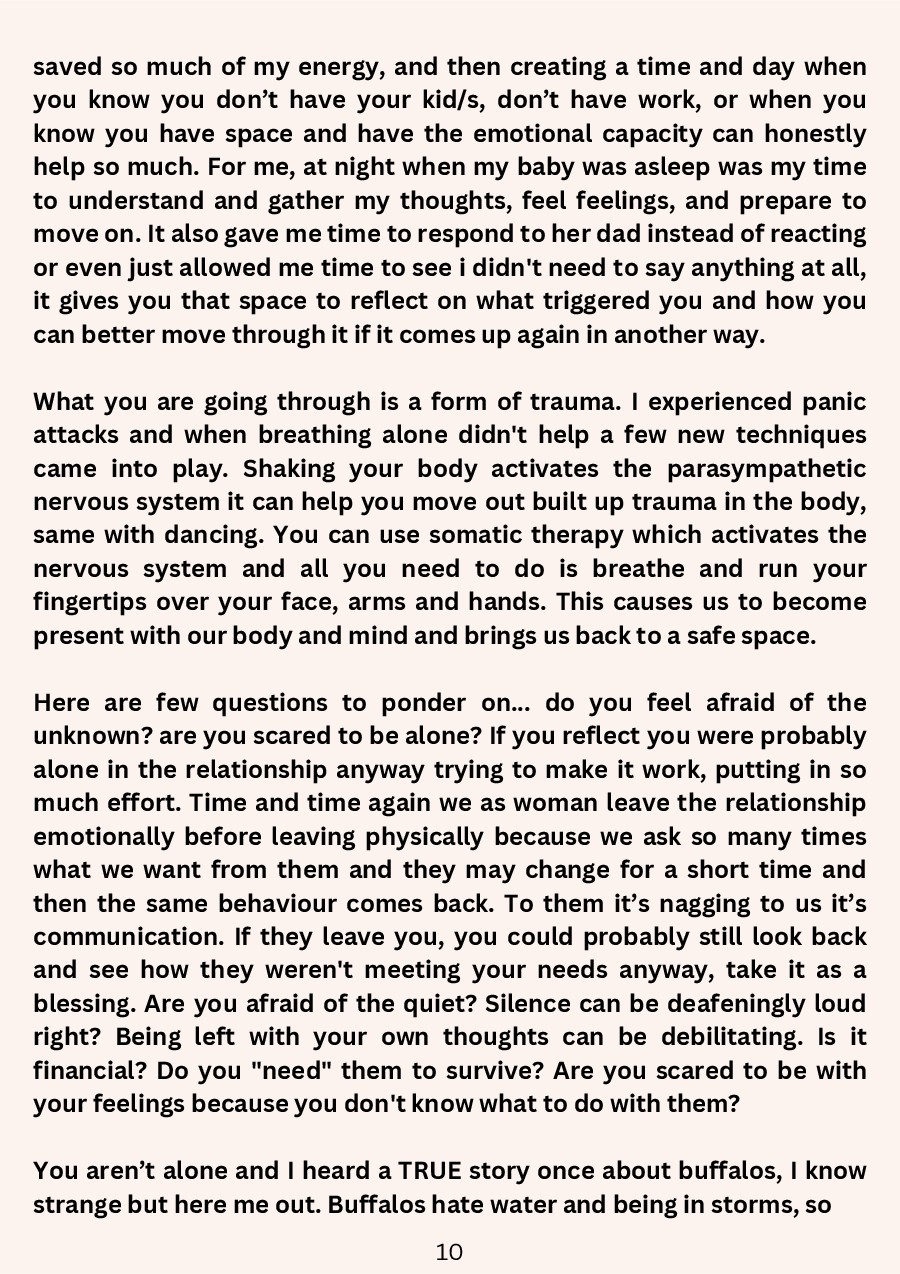 saved so much of my energy, and then creating a time and day when
you know you don’t have your kid/s, don’t have work, or when you
know you have space and have the emotional capacity can honestly
help so much. For me, at night when my baby was asleep was my time
to understand and gather my thoughts, feel feelings, and prepare to
move on. It also gave me time to respond to her dad instead of reacting
or even just allowed me time to see i didn't need to say anything at all,
it gives you that space to reflect on what triggered you and how you
can better move through it if it comes up again in another way.
What you are going through is a form of trauma. I experienced panic
attacks and when breathing alone didn't help a few new techniques
came into play. Shaking your body activates the parasympathetic
nervous system it can help you move out built up trauma in the body,
same with dancing. You can use somatic therapy which activates the
nervous system and all you need to do is breathe and run your
fingertips over your face, arms and hands. This causes us to become
present with our body and mind and brings us back to a safe space.
Here are few questions to ponder on... do you feel afraid of the
unknown? are you scared to be alone? If you reflect you were probably
alone in the relationship anyway trying to make it work, putting in so
much effort. Time and time again we as woman leave the relationship
emotionally before leaving physically because we ask so many times
what we want from them and they may change for a short time and
then the same behaviour comes back. To them it’s nagging to us it’s
communication. If they leave you, you could probably still look back
and see how they weren't meeting your needs anyway, take it as a
blessing. Are you afraid of the quiet? Silence can be deafeningly loud
right? Being left with your own thoughts can be debilitating. Is it
financial? Do you "need" them to survive? Are you scared to be with
your feelings because you don't know what to do with them?
You aren’t alone and I heard a TRUE story once about buffalos, I know
strange but here me out. Buffalos hate water and being in storms, so
10